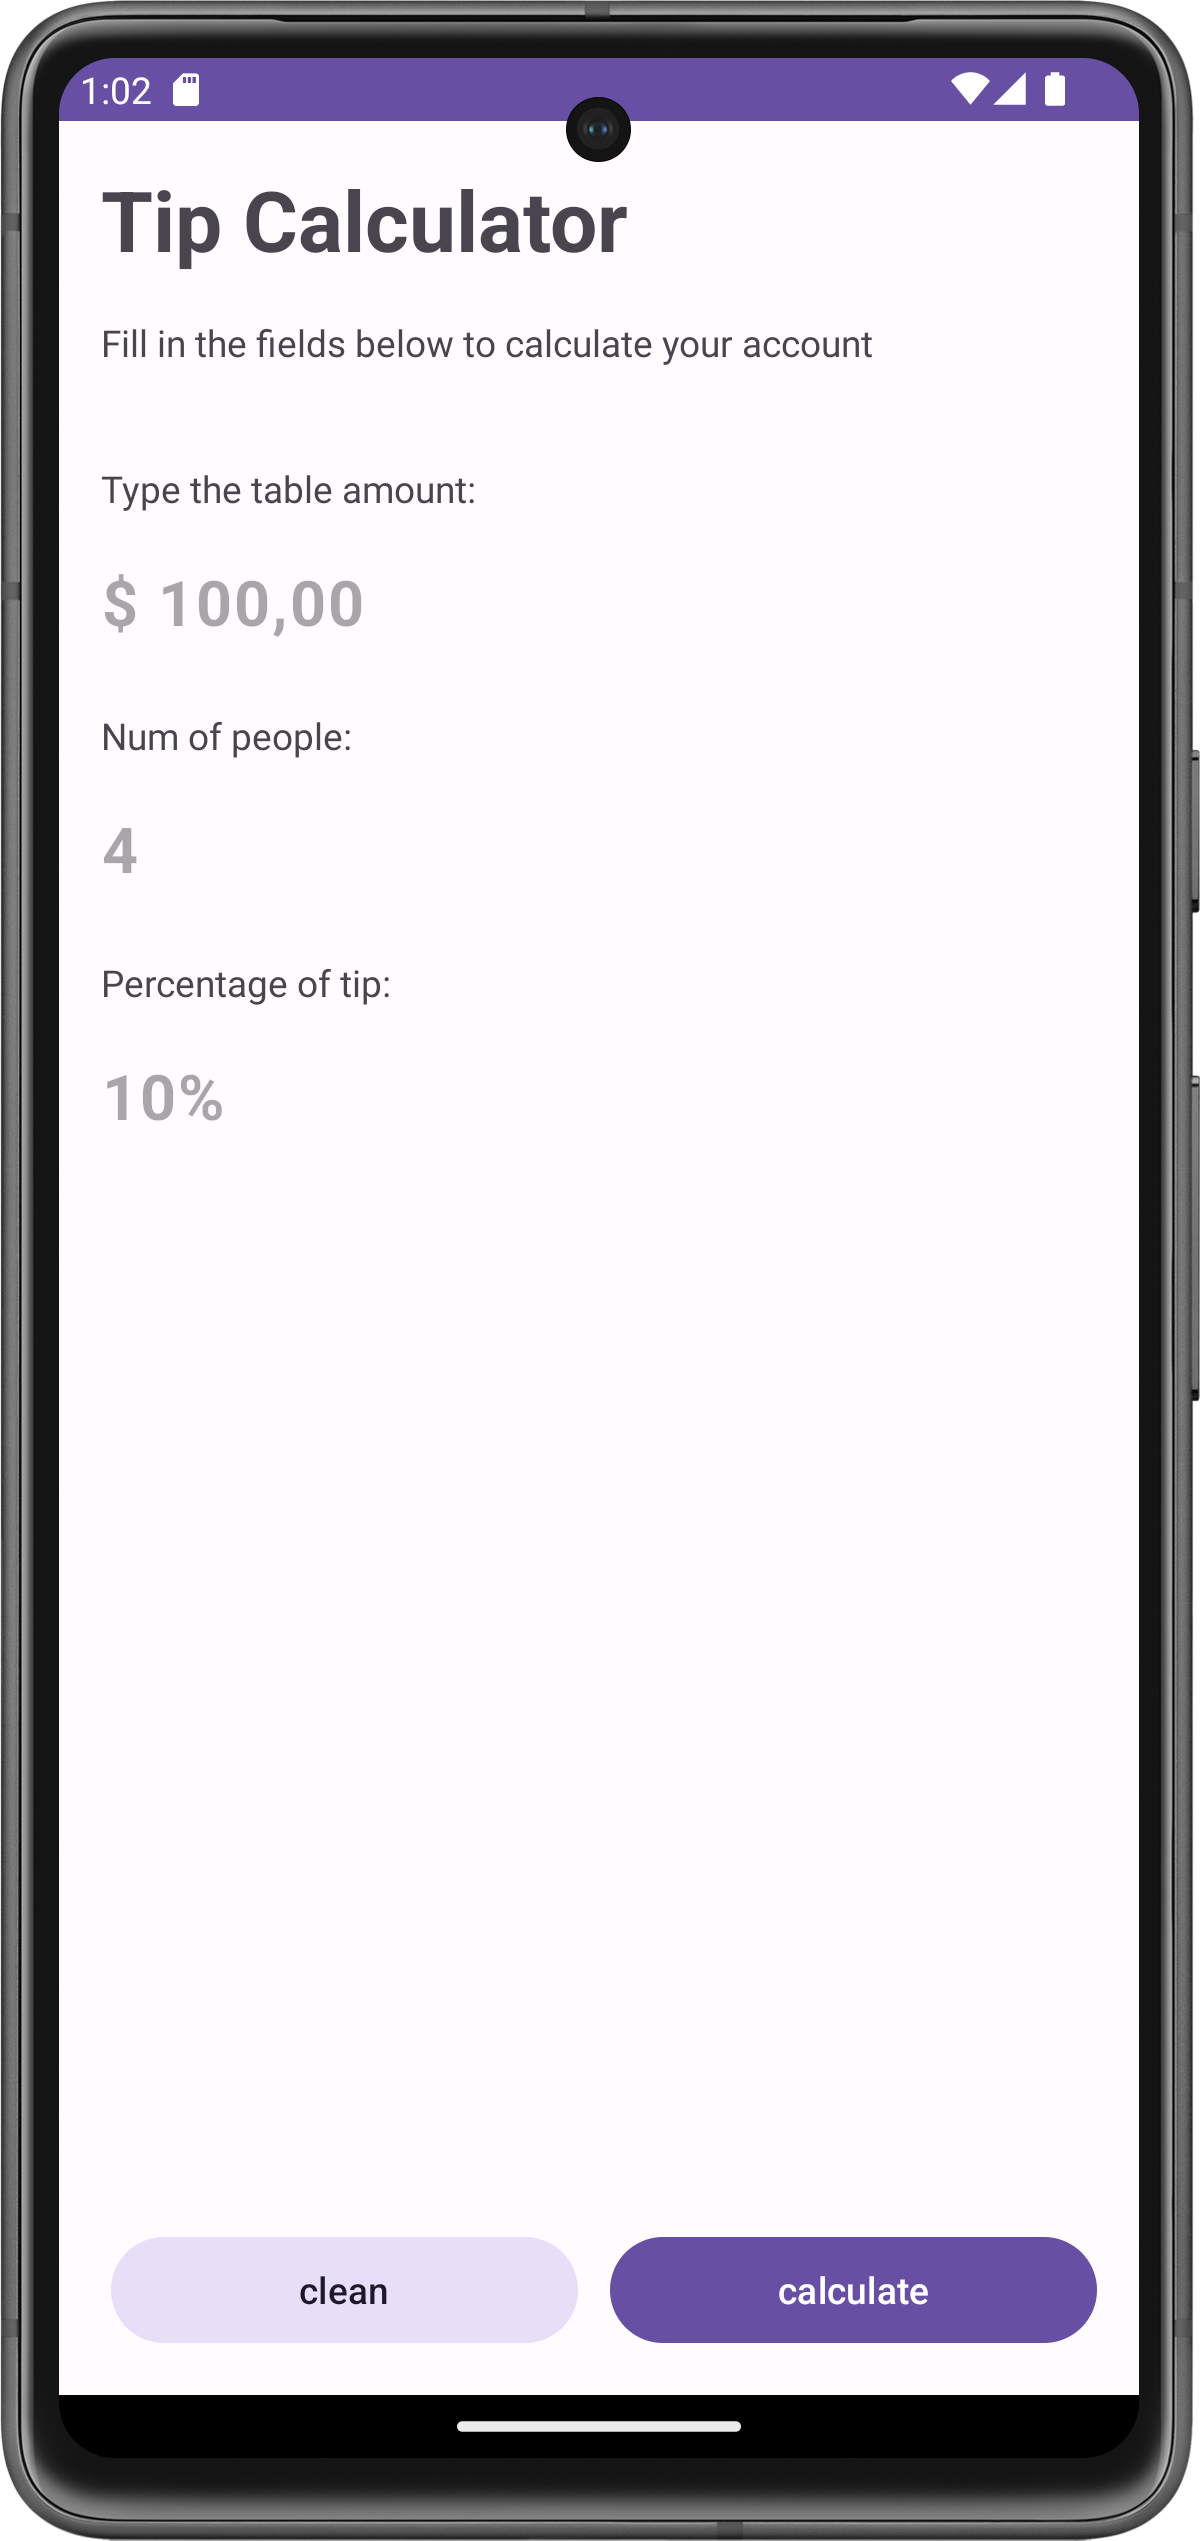 1:02
Tip Calculator
Fill in the fields below to calculate your account
Type the table amount:
$ 100,00
Num of people:
4
Percentage of tip:
10%
clean
calculate